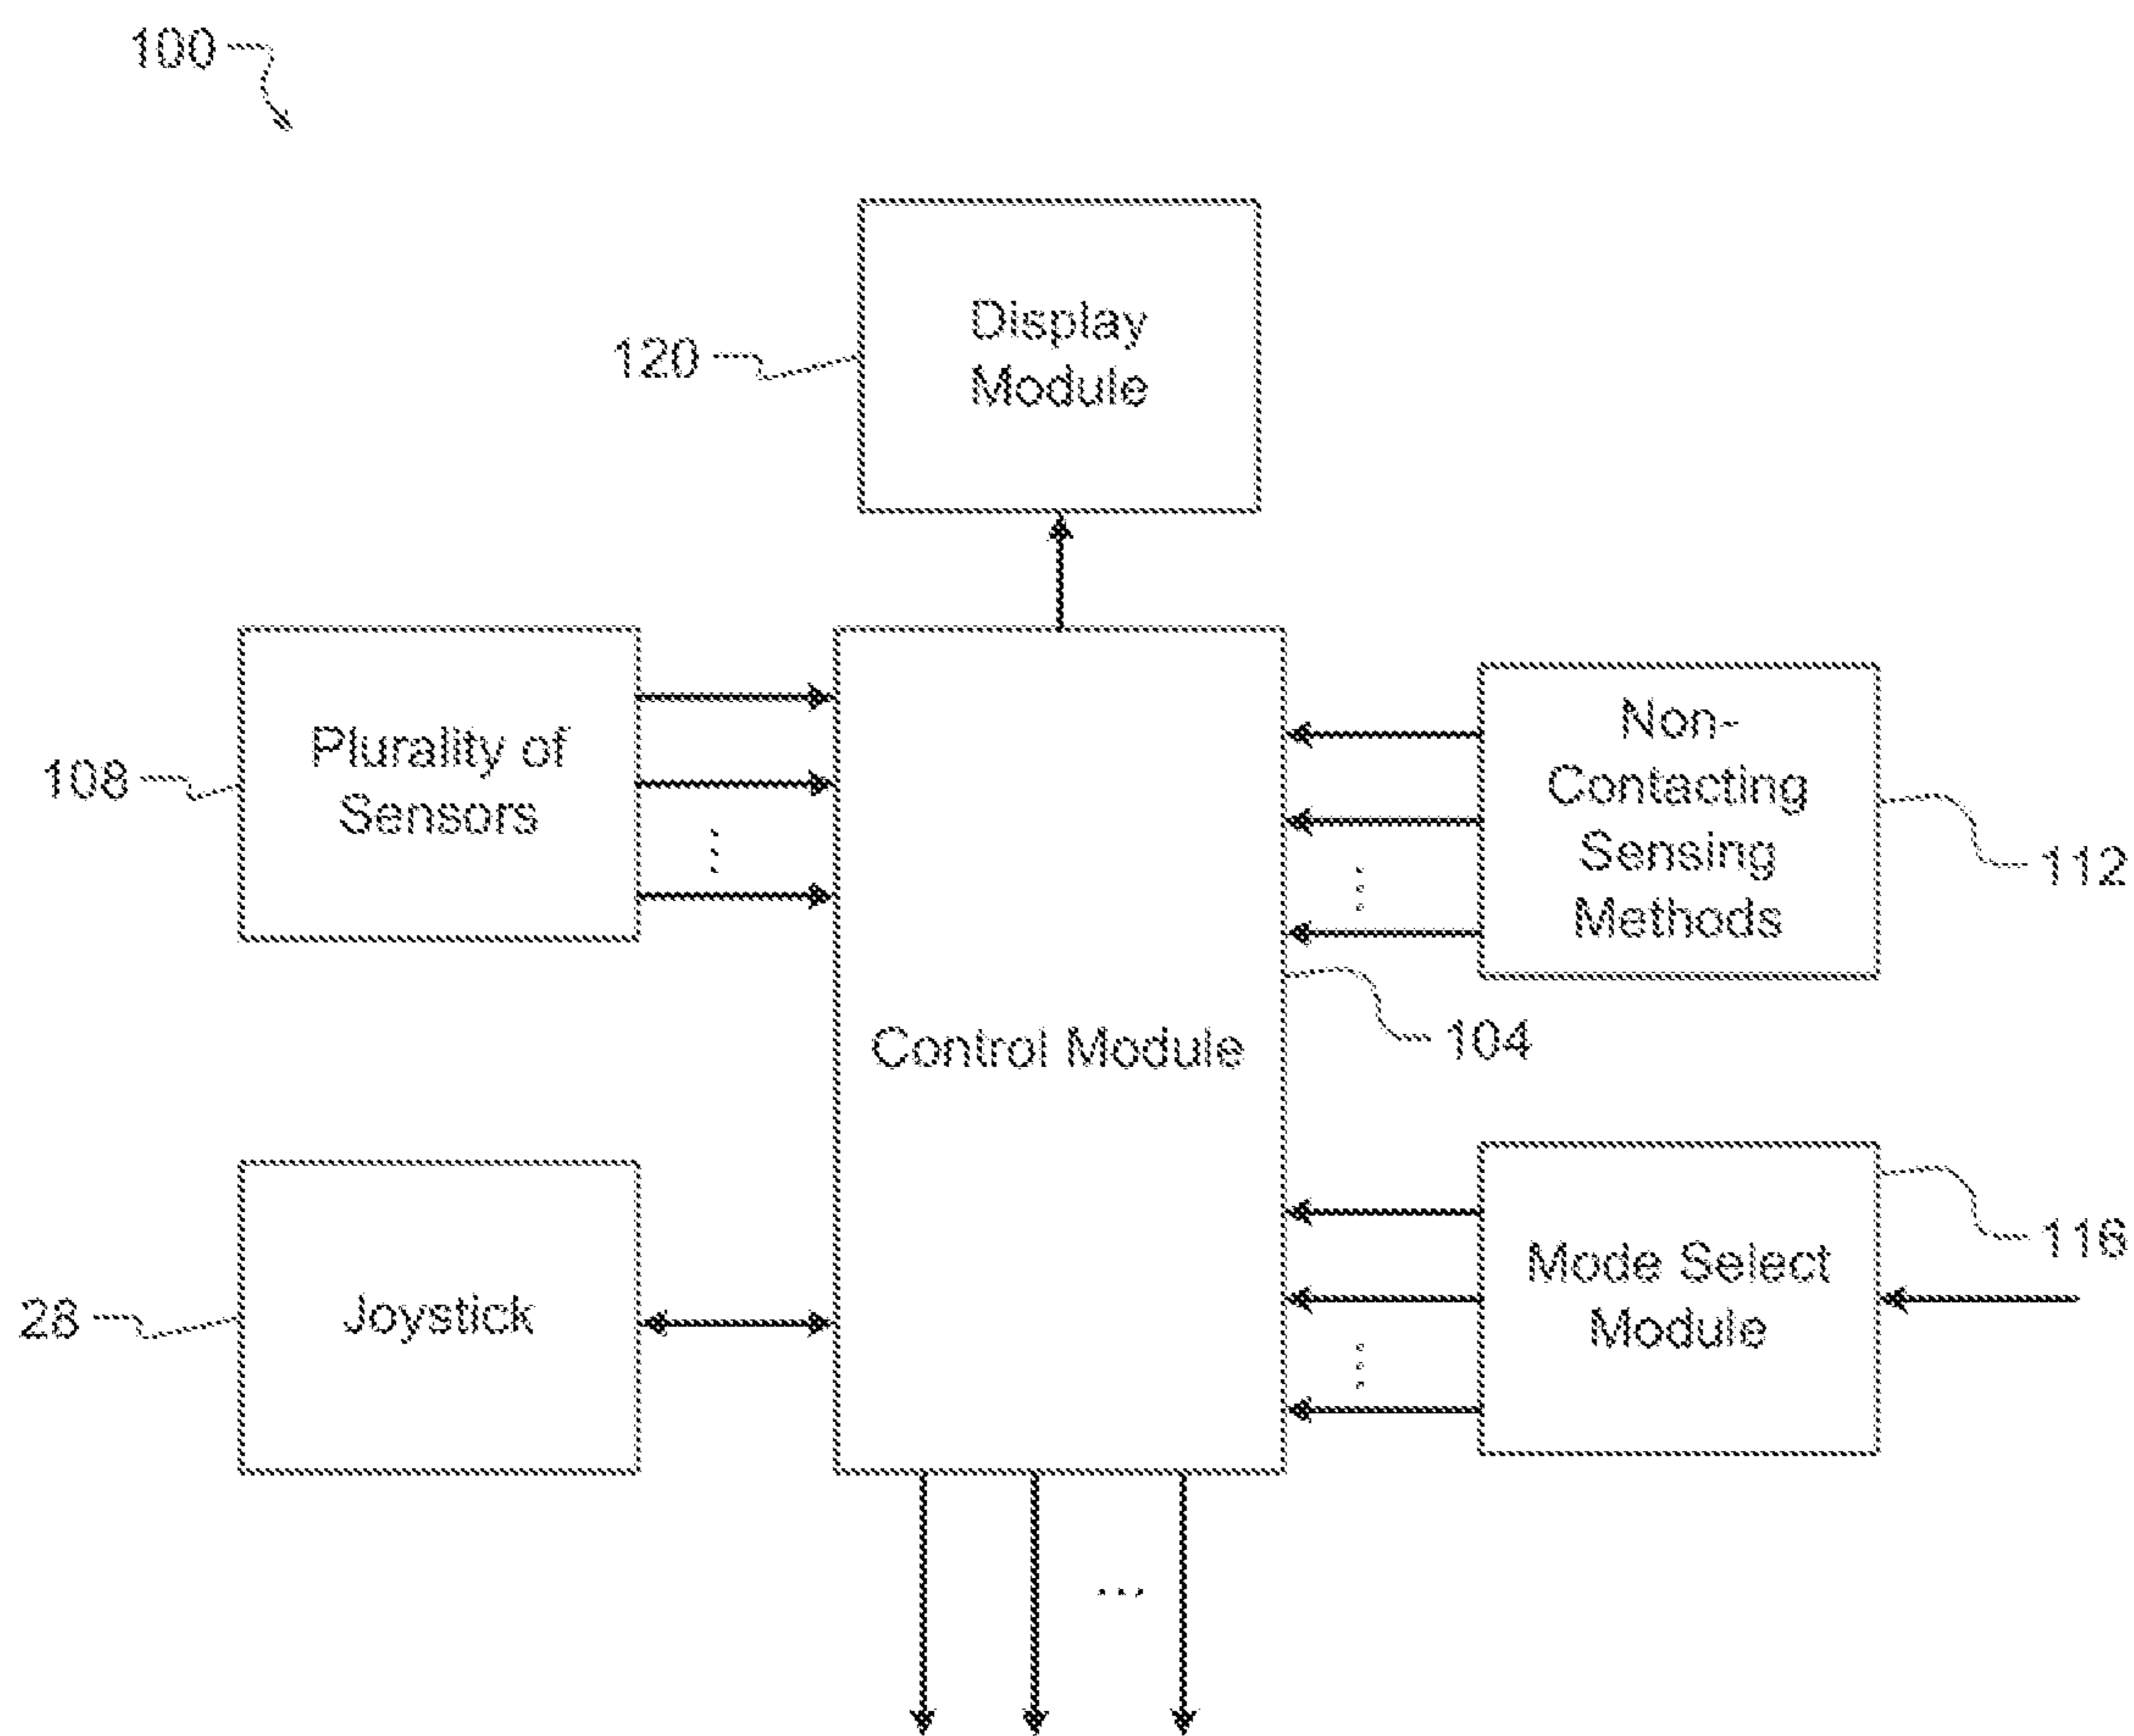 100
Display
Module
120
Plurality of
Sensors
108
Non-
Contacting
Sensing
Methods
112
Control Module
104
Joystick
28
Mode Select
Module
116